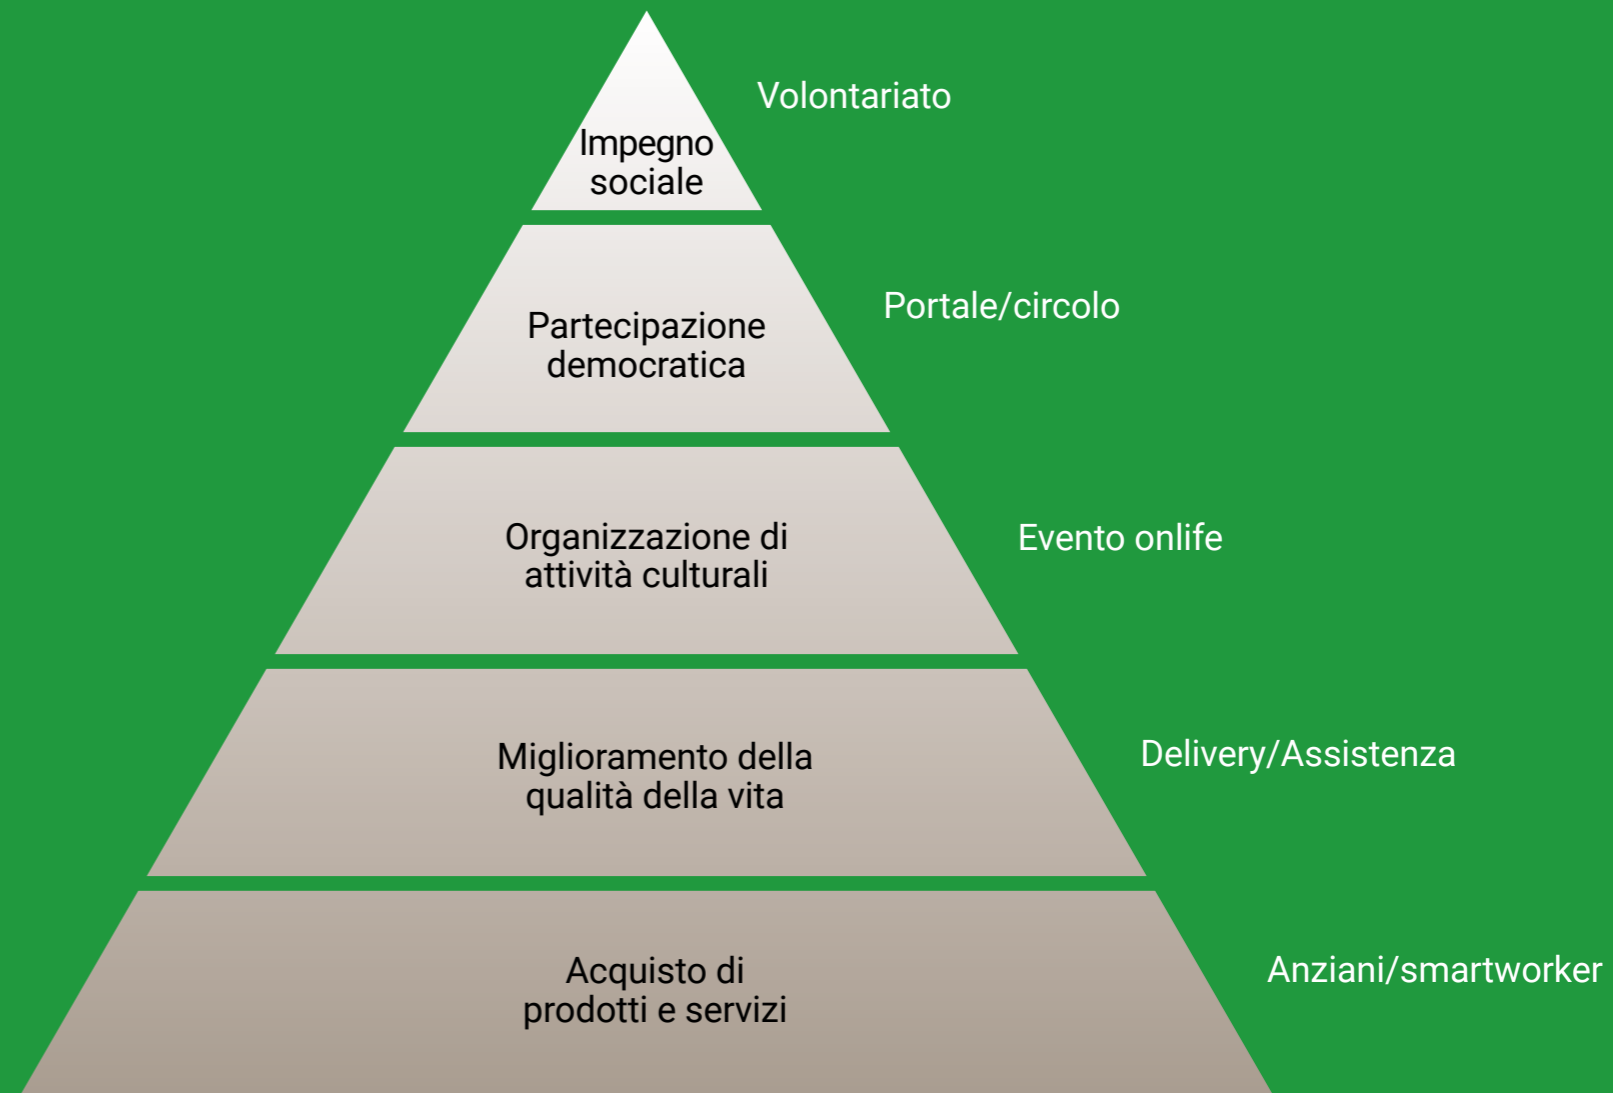 Volontariato
Impegno
sociale
Portale/circolo
Partecipazione
democratica
Evento onlife
Organizzazione di
attività culturali
Delivery/Assistenza
Miglioramento della
qualità della vita
Anziani/smartworker
Acquisto di
prodotti e servizi